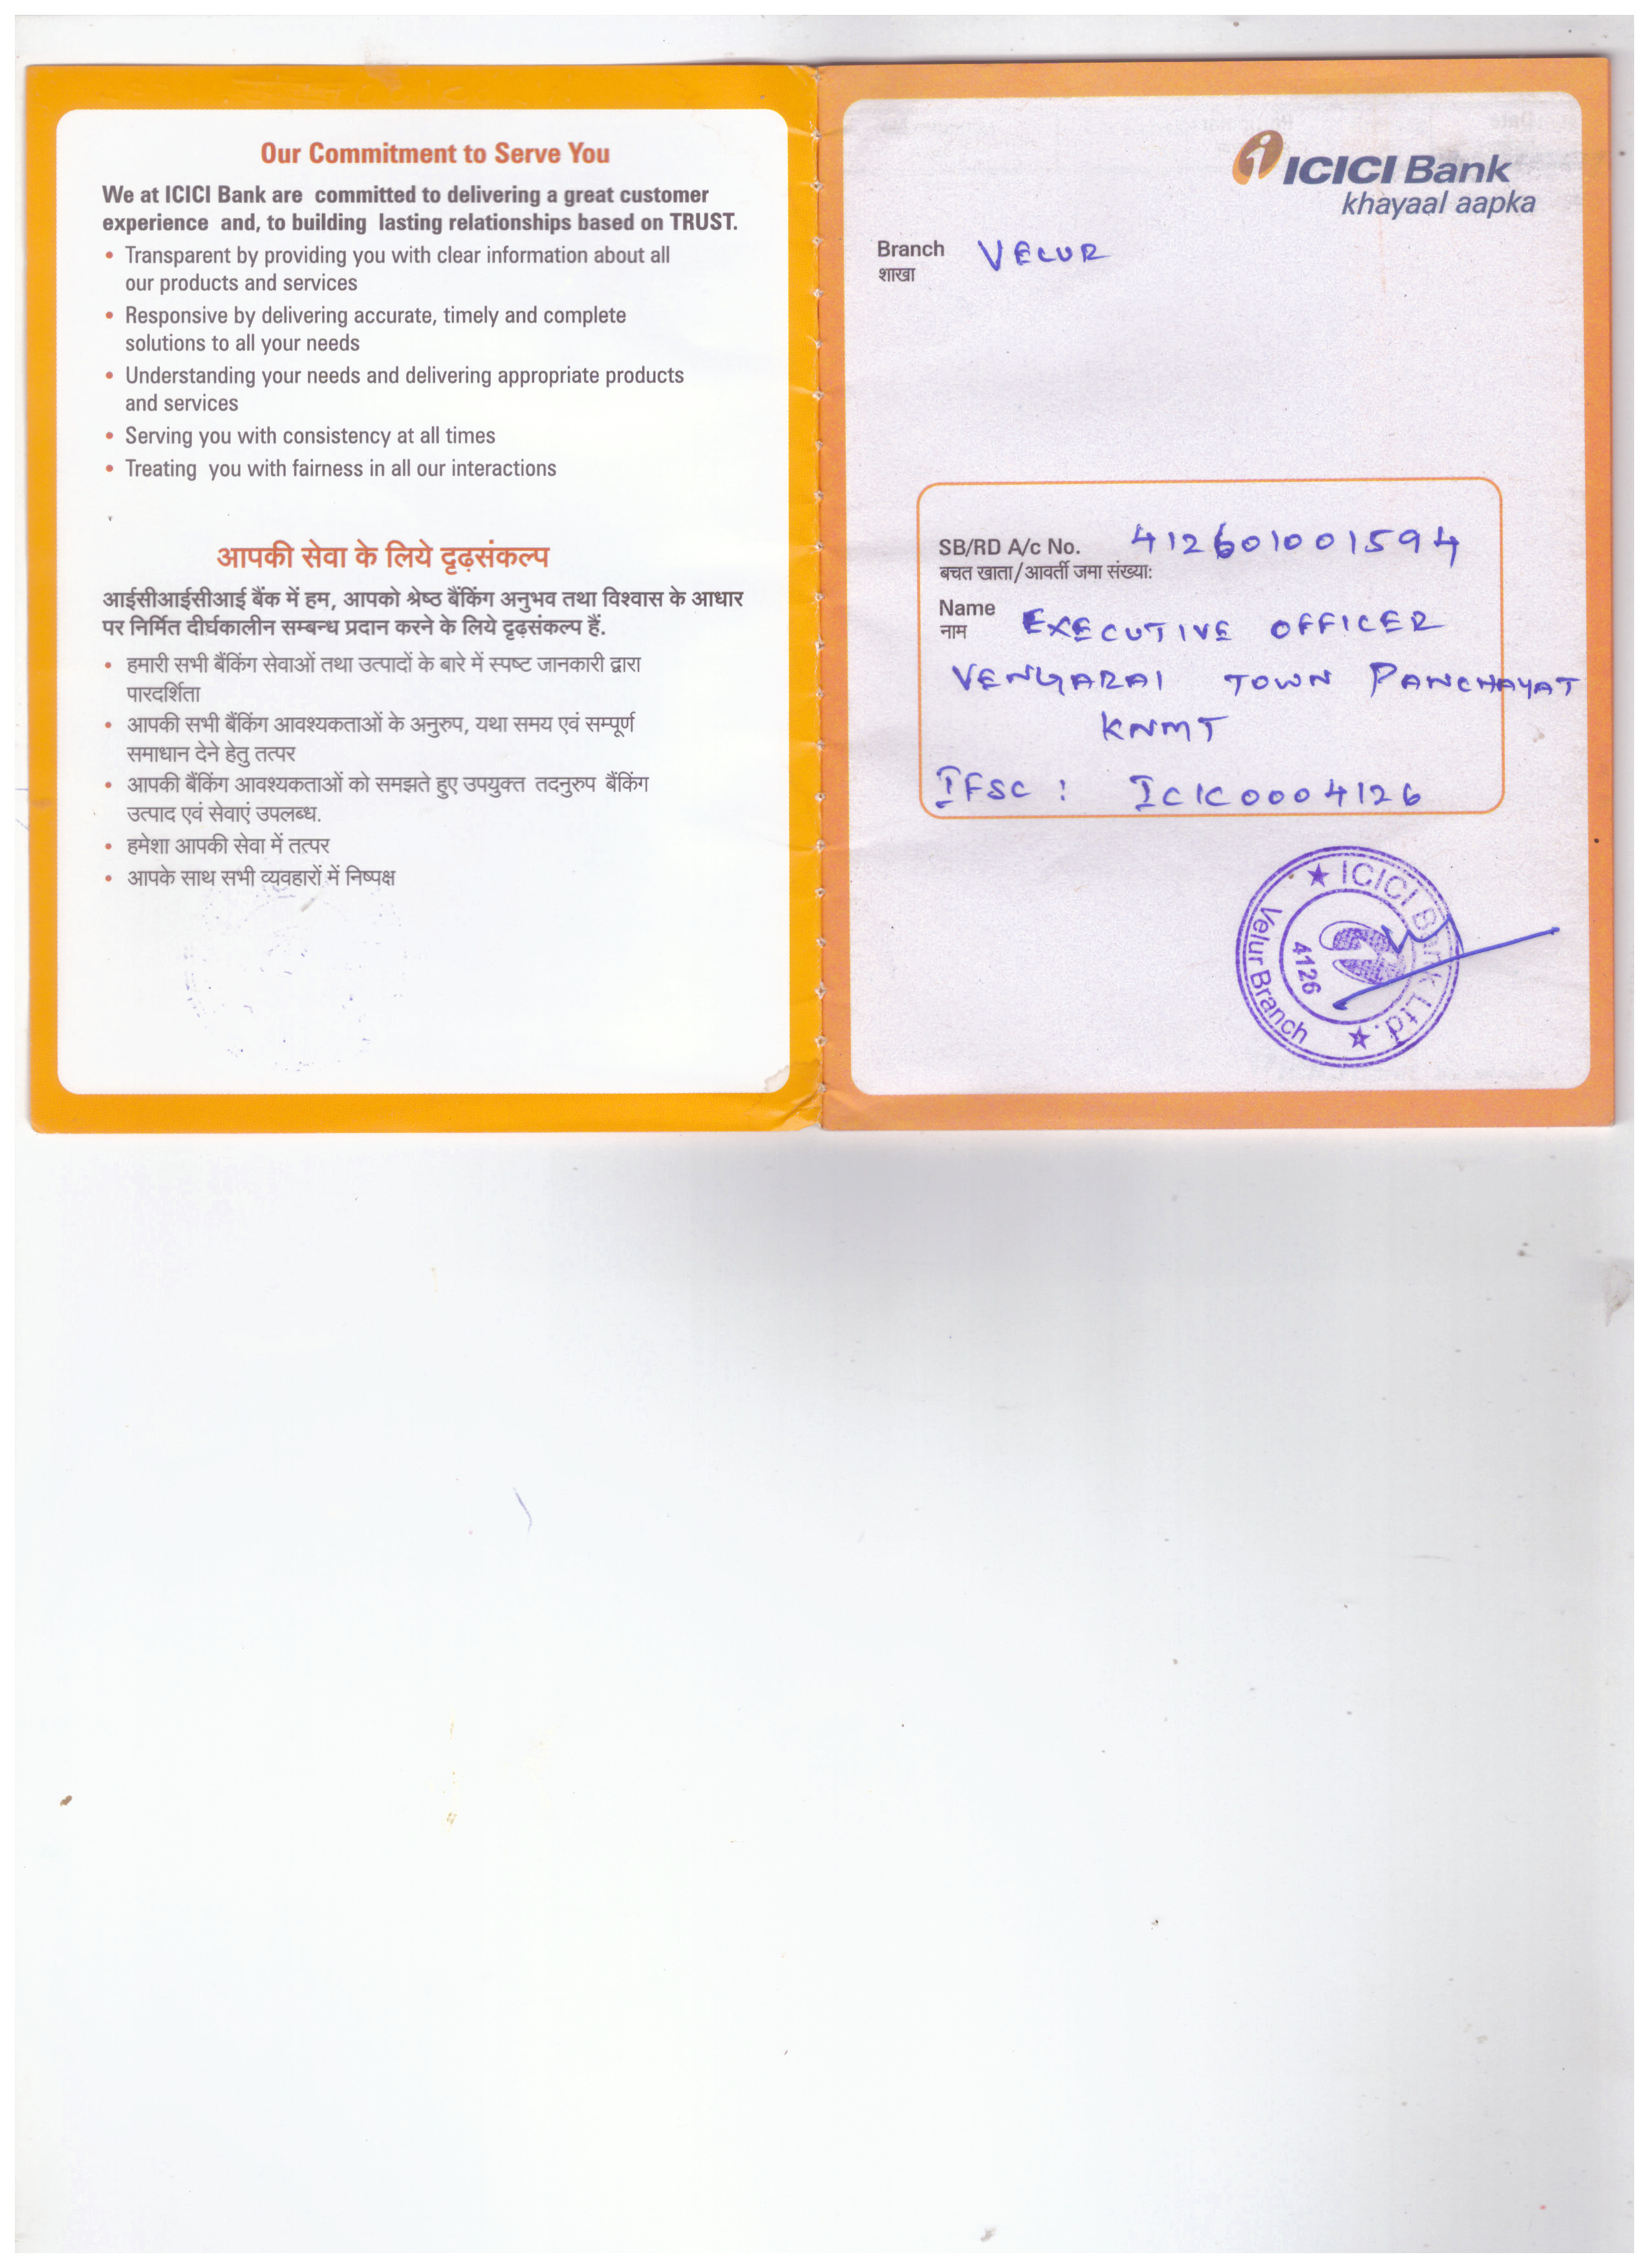 Our Commitment to Serve You
We at ICICI Bank are committed to delivering a great customer
experience and, to building lasting relationships based on TRUST.
• Transparent by providing you with clear information about all
our products and services
• Responsive by delivering accurate, timely and complete
solutions to all your needs
• Understanding your needs and delivering appropriate products
and services
• Serving you with consistency at all times
• Treating you with fairness in all our interactions
आपकी सेवा के लिये दृढ़संकल्प
आईसीआईसीआई बैंक में हम, आपको श्रेष्ठ बैंकिंग अनुभव तथा विश्वास के आधार
पर निर्मित दीर्घकालीन सम्बन्ध प्रदान करने के लिये दृढ़संकल्प हैं.
• हमारी सभी बैंकिंग सेवाओं तथा उत्पादों के बारे में स्पष्ट जानकारी द्वारा
पारदर्शिता
• आपकी सभी बैंकिंग आवश्यकताओं के अनुरुप, यथा समय एवं सम्पूर्ण
समाधान देने हेतु तत्पर
• आपकी बैंकिंग आवश्यकताओं को समझते हुए उपयुक्त तदनुरुप बैंकिंग
उत्पाद एवं सेवाएं उपलब्ध.
• हमेशा आपकी सेवा में तत्पर
• आपके साथ सभी व्यवहारों में निष्पक्ष
ICICI Bank
khayaal aapka
Branch VELUR
शाखा
SB/RD A/c No. 412601001594
बचत खाता/आवर्ती जमा संख्या:
Name EXECUTIVE OFFICER
नाम
VENGARAI TOWN PANCHAYAT
KNMT
IFSC : ICIC0004126
★ ICICI Bank Ltd. ★
Velur Branch
4126